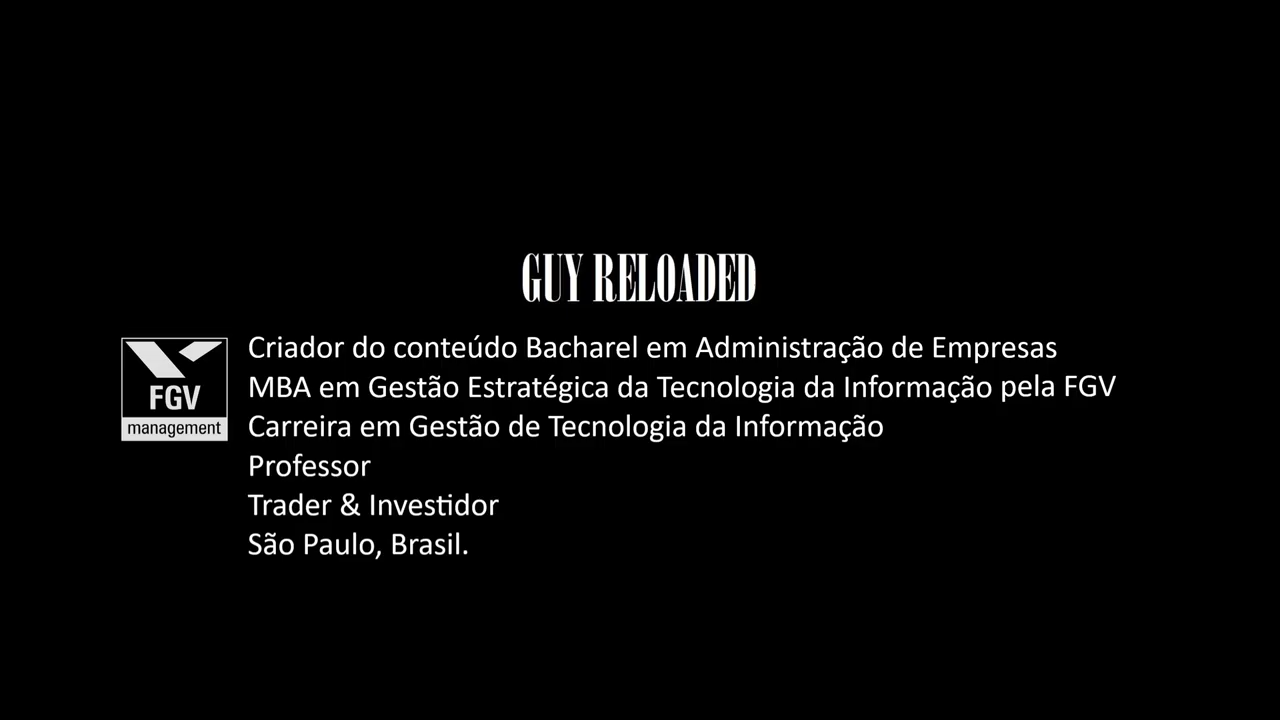 GUY RELOADED
FGV
management
Criador do conteúdo Bacharel em Administração de Empresas
MBA em Gestão Estratégica da Tecnologia da Informação pela FGV
Carreira em Gestão de Tecnologia da Informação
Professor
Trader & Investidor
São Paulo, Brasil.